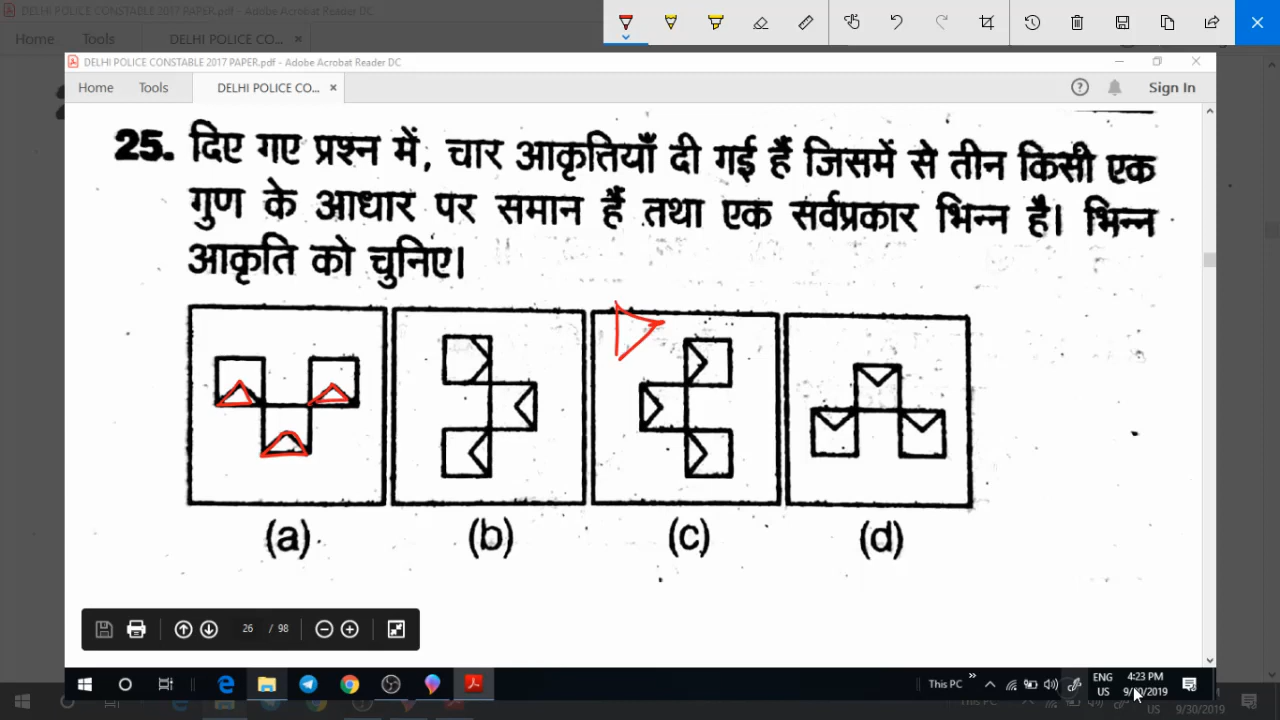 DELHI POLICE CONSTABLE 2017 PAPER.pdf - Adobe Acrobat Reader DC
Home Tools DELHI POLICE CO... ×
DELHI POLICE CONSTABLE 2017 PAPER.pdf - Adobe Acrobat Reader DC
Home Tools DELHI POLICE CO... × Sign In
25. दिए गए प्रश्न में, चार आकृतियाँ दी गई हैं जिसमें से तीन किसी एक
गुण के आधार पर समान हैं तथा एक सर्वप्रकार भिन्न है। भिन्न
आकृति को चुनिए।
(a) (b) (c) (d)
26 / 98
This PC ENG 4:23 PM
US 9/30/2019
This PC US 9/30/2019